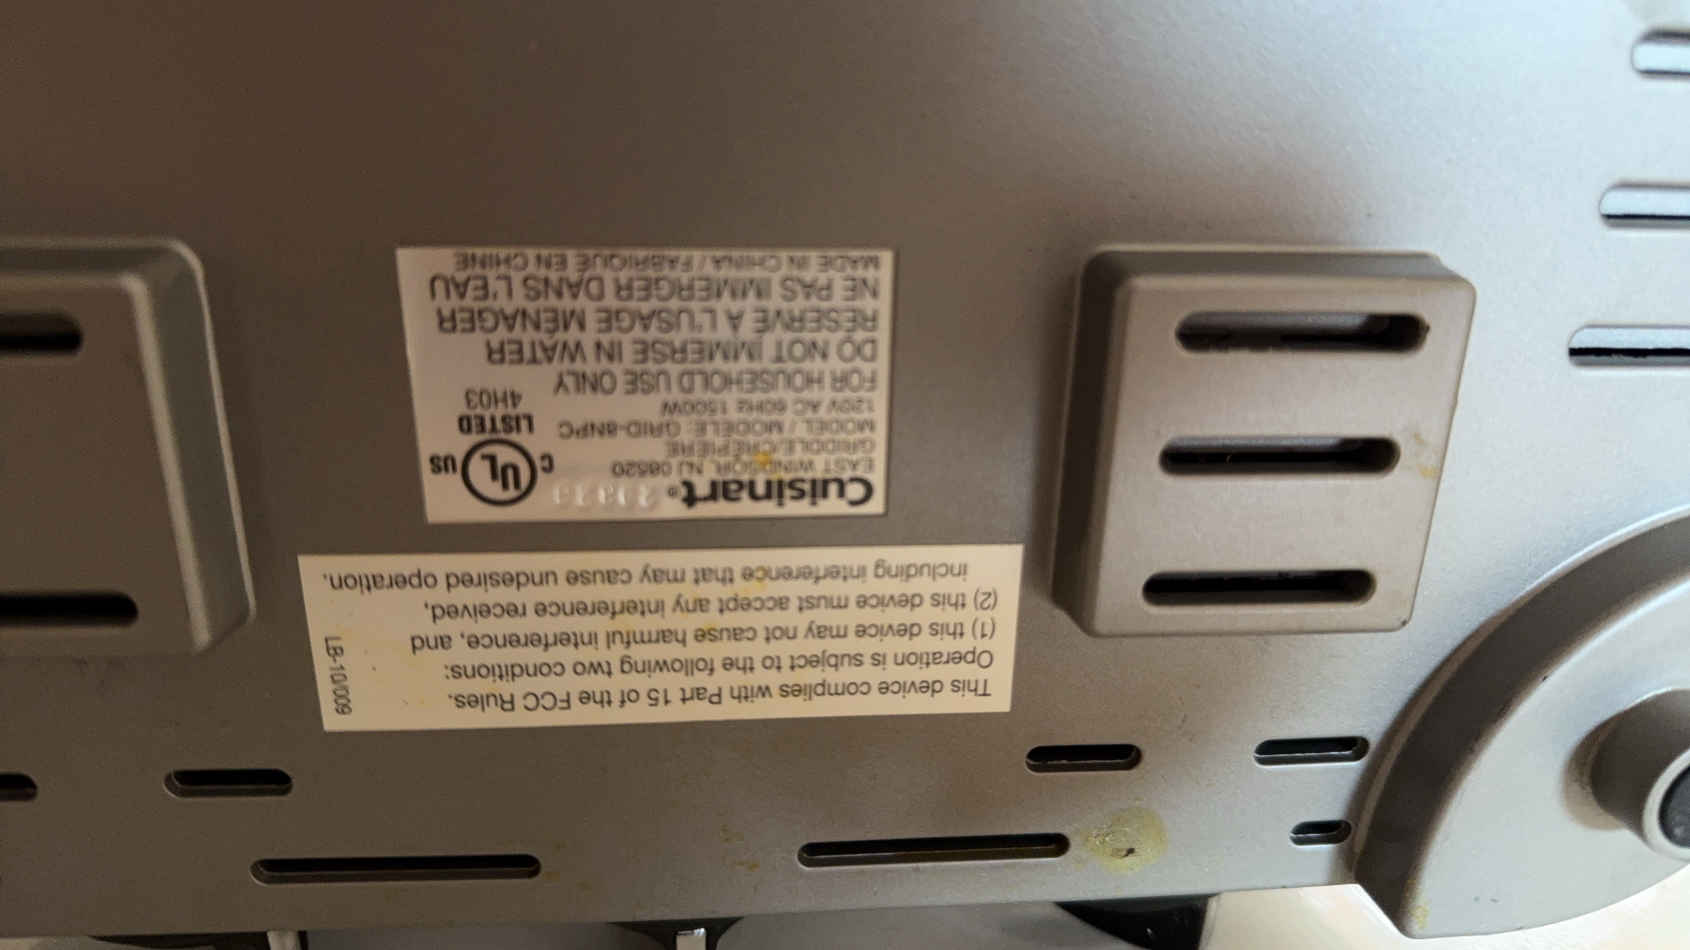 This device complies with Part 15 of the FCC Rules.
Operation is subject to the following two conditions:
(1) this device may not cause harmful interference, and
(2) this device must accept any interference received,
including interference that may cause undesired operation.
LB-10/009
Cuisinart®
EAST WINDSOR, NJ 08520
GRIDDLE/CRÊPIÈRE
MODEL / MODÈLE: GRID-8NPC
120V AC 60Hz 1500W
FOR HOUSEHOLD USE ONLY
DO NOT IMMERSE IN WATER
RÉSERVÉ À L'USAGE MÉNAGER
NE PAS IMMERGER DANS L'EAU
MADE IN CHINA / FABRIQUÉ EN CHINE
C UL US
LISTED
4H03